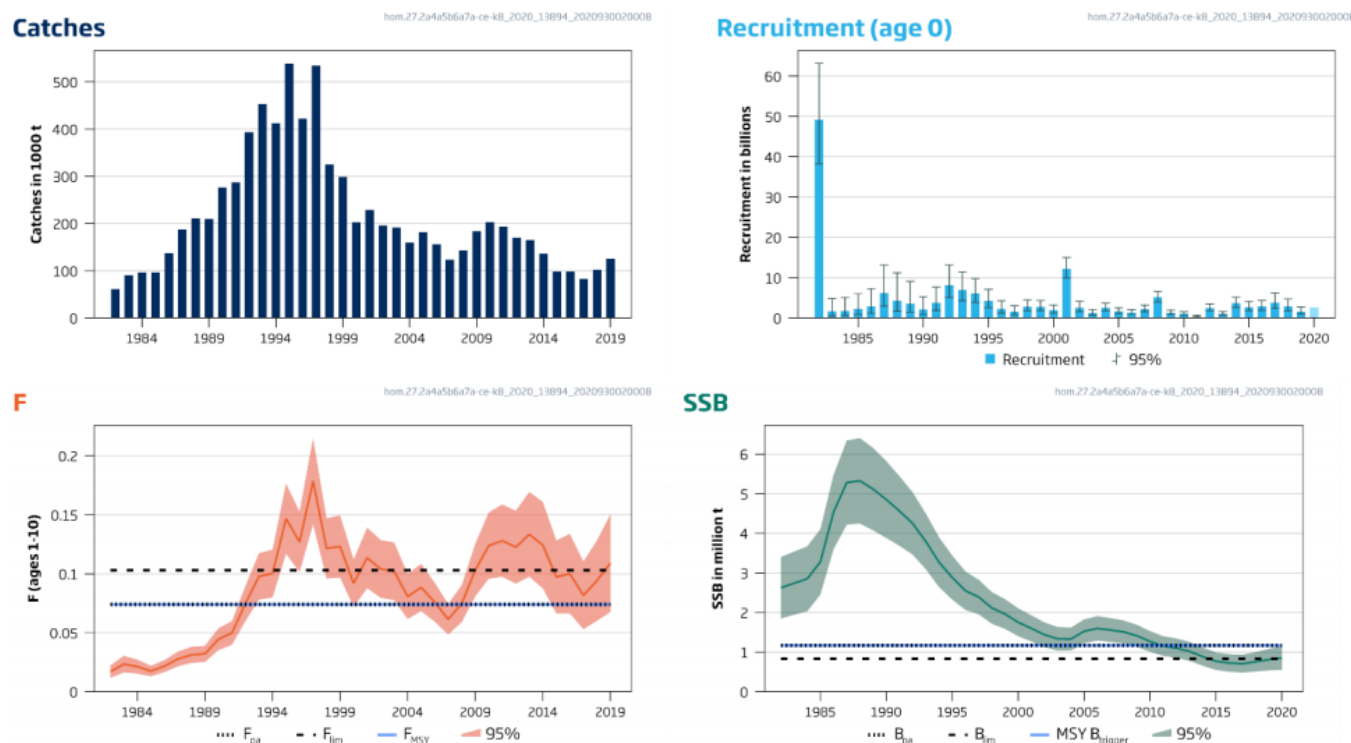 Catches
hom.27.2a4a5b6a7a-ce-k8_2020_13894_2020930020008
Catches in 1000 t
500
400
300
200
100
0
1984 1989 1994 1999 2004 2009 2014 2019
Recruitment (age 0)
hom.27.2a4a5b6a7a-ce-k8_2020_13894_2020930020008
Recruitment in billions
60
50
40
30
20
10
0
1985 1990 1995 2000 2005 2010 2015 2020
Recruitment 95%
F
hom.27.2a4a5b6a7a-ce-k8_2020_13894_2020930020008
F (ages 1-10)
0.2
0.15
0.1
0.05
0
1984 1989 1994 1999 2004 2009 2014 2019
Fpa Flim FMSY 95%
SSB
hom.27.2a4a5b6a7a-ce-k8_2020_13894_2020930020008
SSB in million t
6
5
4
3
2
1
0
1985 1990 1995 2000 2005 2010 2015 2020
Bpa Blim MSY Btrigger 95%